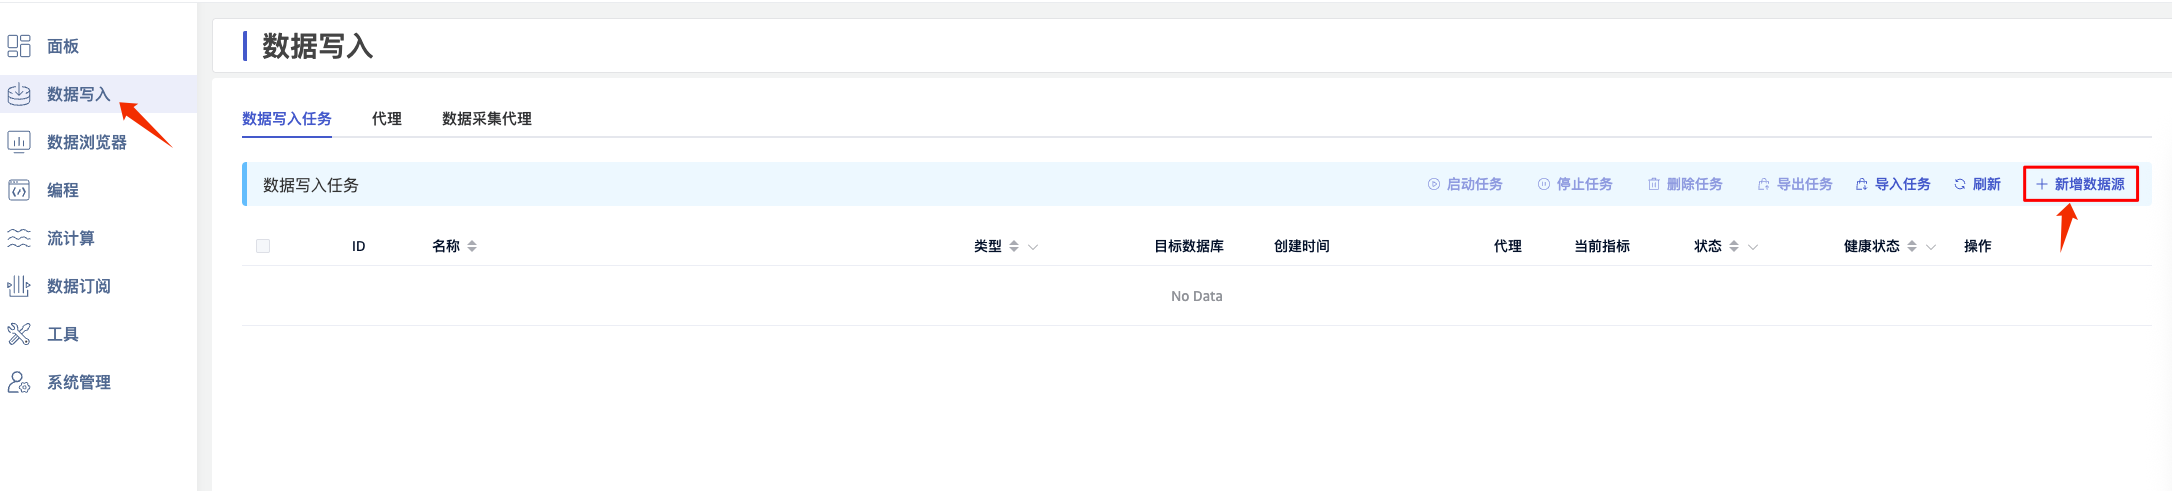 面板
数据写入
数据浏览器
编程
流计算
数据订阅
工具
系统管理
数据写入
数据写入任务 代理 数据采集代理
数据写入任务 启动任务 停止任务 删除任务 导出任务 导入任务 刷新 新增数据源
ID 名称 类型 目标数据库 创建时间 代理 当前指标 状态 健康状态 操作
No Data